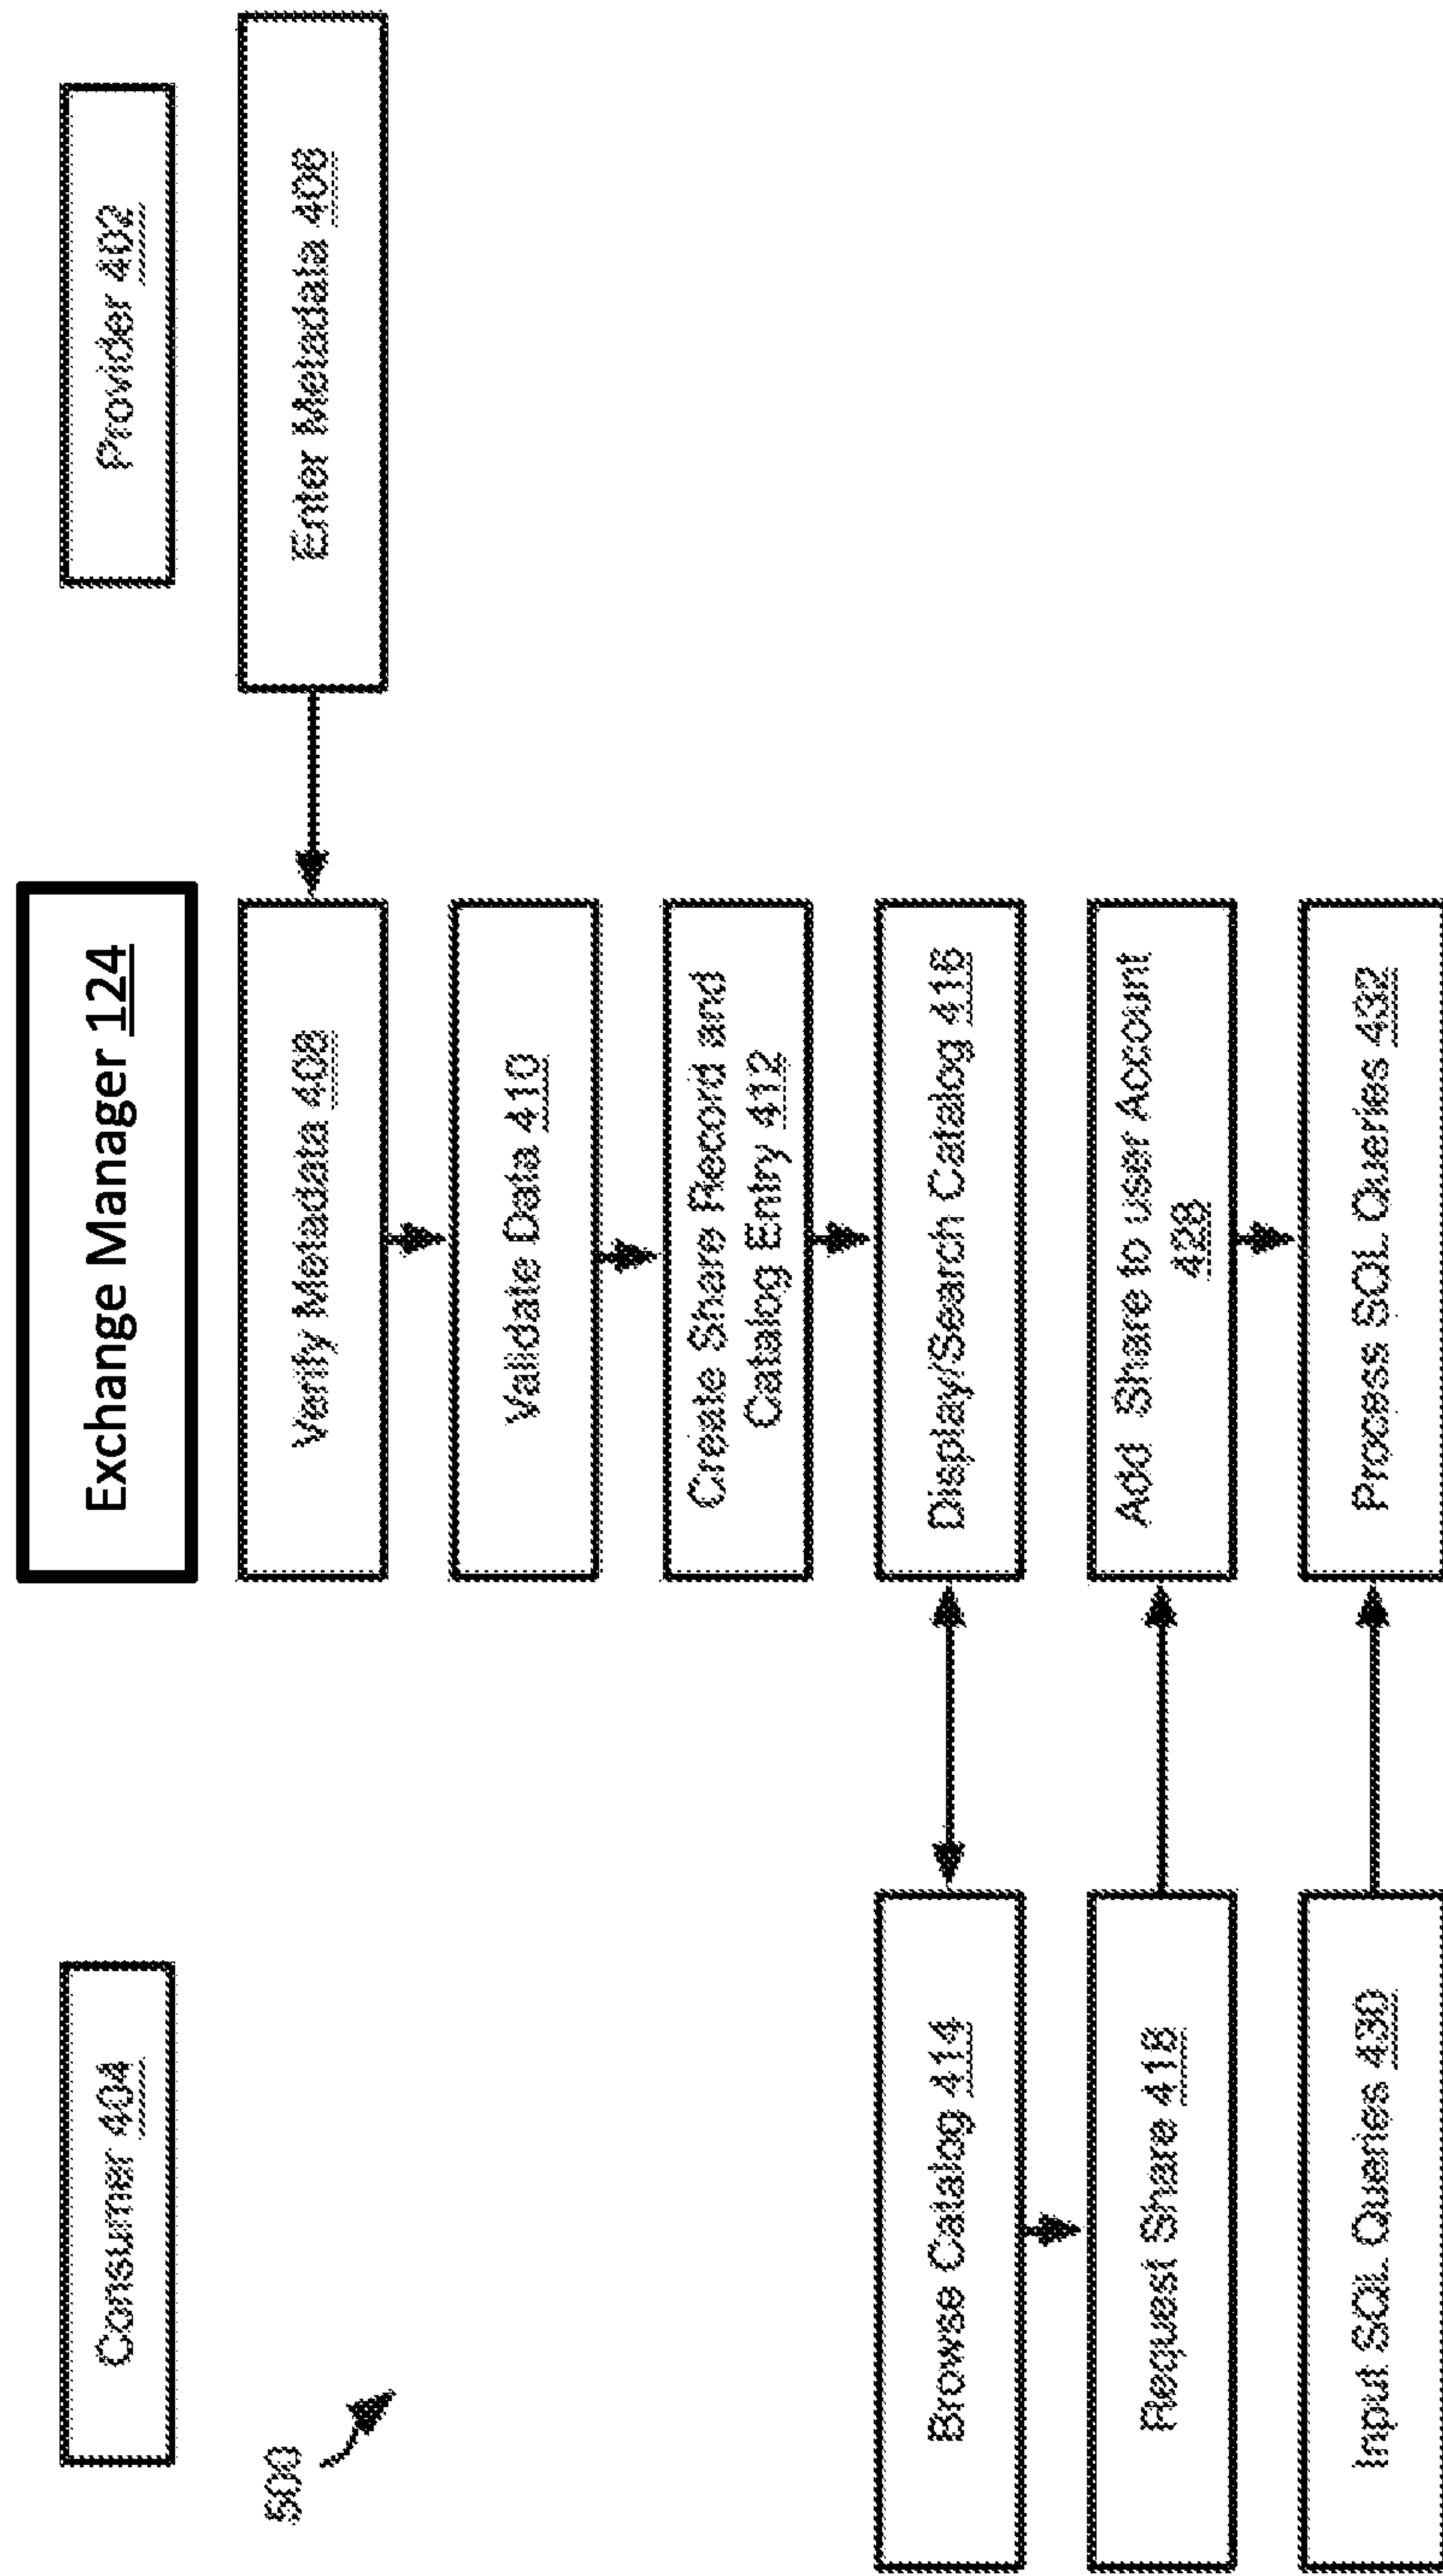 500
Consumer 404
Exchange Manager 124
Provider 402
Verify Metadata 408
Enter Metadata 406
Validate Data 410
Create Share Record and
Catalog Entry 412
Browse Catalog 414
Display/Search Catalog 416
Request Share 418
Add Share to user Account
428
Input SQL Queries 430
Process SQL Queries 432